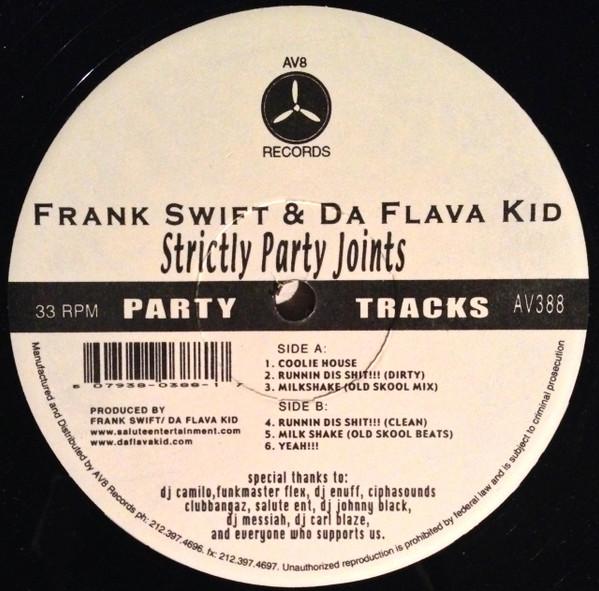 AV8
RECORDS
FRANK SWIFT & DA FLAVA KID
Strictly Party Joints
33 RPM PARTY TRACKS AV388
SIDE A:
1. COOLIE HOUSE
2. RUNNIN DIS SHIT!!! (DIRTY)
3. MILKSHAKE (OLD SKOOL MIX)
SIDE B:
4. RUNNIN DIS SHIT!!! (CLEAN)
5. MILK SHAKE (OLD SKOOL BEATS)
6. YEAH!!!
6 07938-0388-1 7
PRODUCED BY
FRANK SWIFT/ DA FLAVA KID
www.saluteentertainment.com
www.daflavakid.com
special thanks to:
dj camilo,funkmaster flex, dj enuff, ciphasounds
clubbangaz, salute ent, dj johnny black,
dj messiah, dj carl blaze,
and everyone who supports us.
Manufactured and Distributed by AV8 Records ph: 212.397.4696. fx: 212.397.4697. Unauthorized reproduction is prohibited by federal law and is subject to criminal prosecution